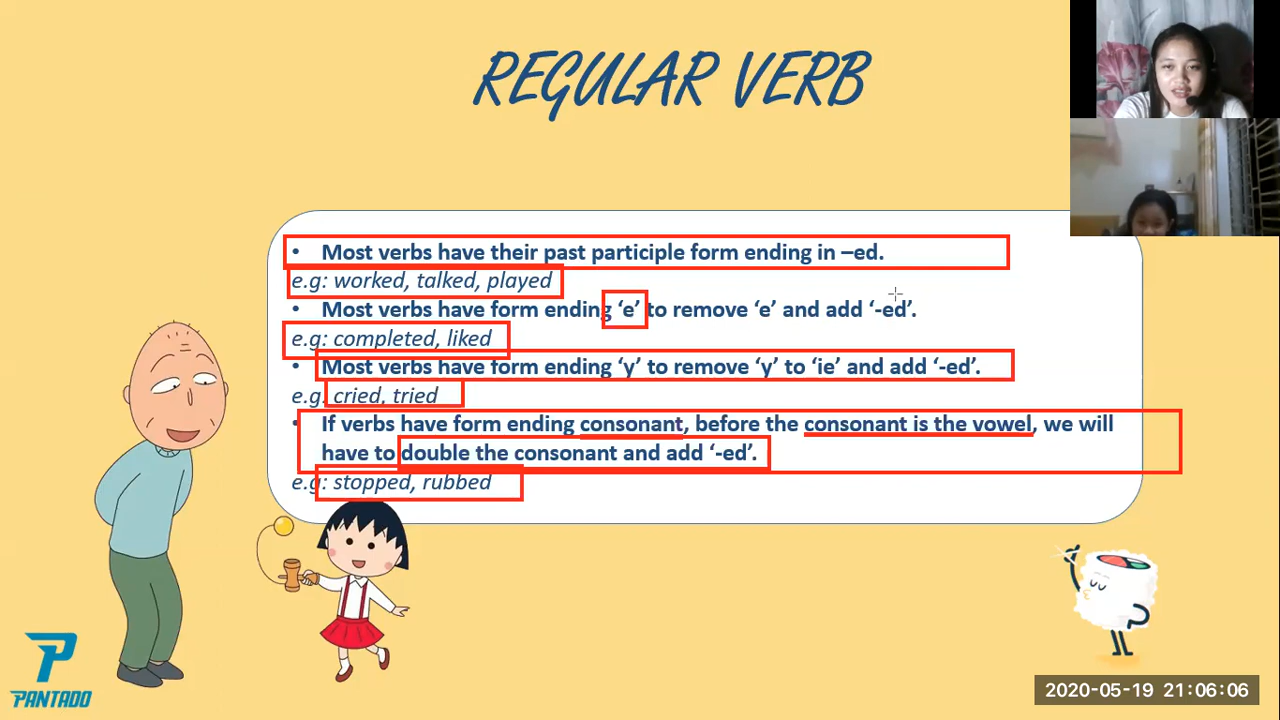 REGULAR VERB
• Most verbs have their past participle form ending in –ed.
e.g: worked, talked, played
• Most verbs have form ending ‘e’ to remove ‘e’ and add ‘-ed’.
e.g: completed, liked
• Most verbs have form ending ‘y’ to remove ‘y’ to ‘ie’ and add ‘-ed’.
e.g: cried, tried
• If verbs have form ending consonant, before the consonant is the vowel, we will
have to double the consonant and add ‘-ed’.
e.g: stopped, rubbed
PANTADO
2020-05-19 21:06:06